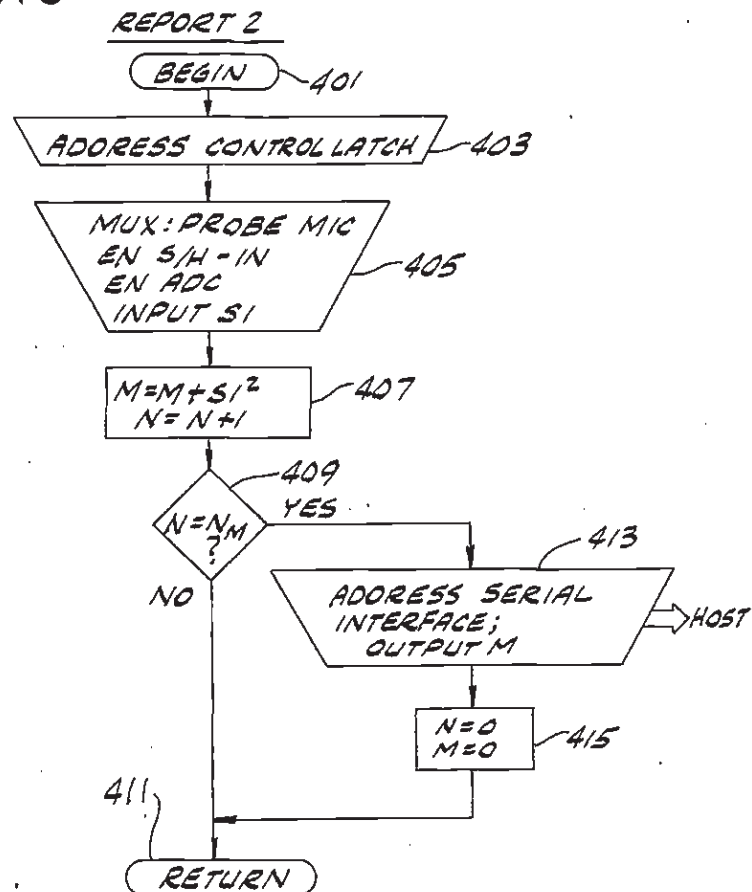 REPORT 2
BEGIN
401
ADDRESS CONTROL LATCH
403
MUX: PROBE MIC
EN S/H-IN
EN ADC
INPUT S1
405
M=M+S1²
N=N+1
407
409
N=N_M
?
YES
NO
413
ADDRESS SERIAL
INTERFACE;
OUTPUT M
HOST
N=0
M=0
415
411
RETURN